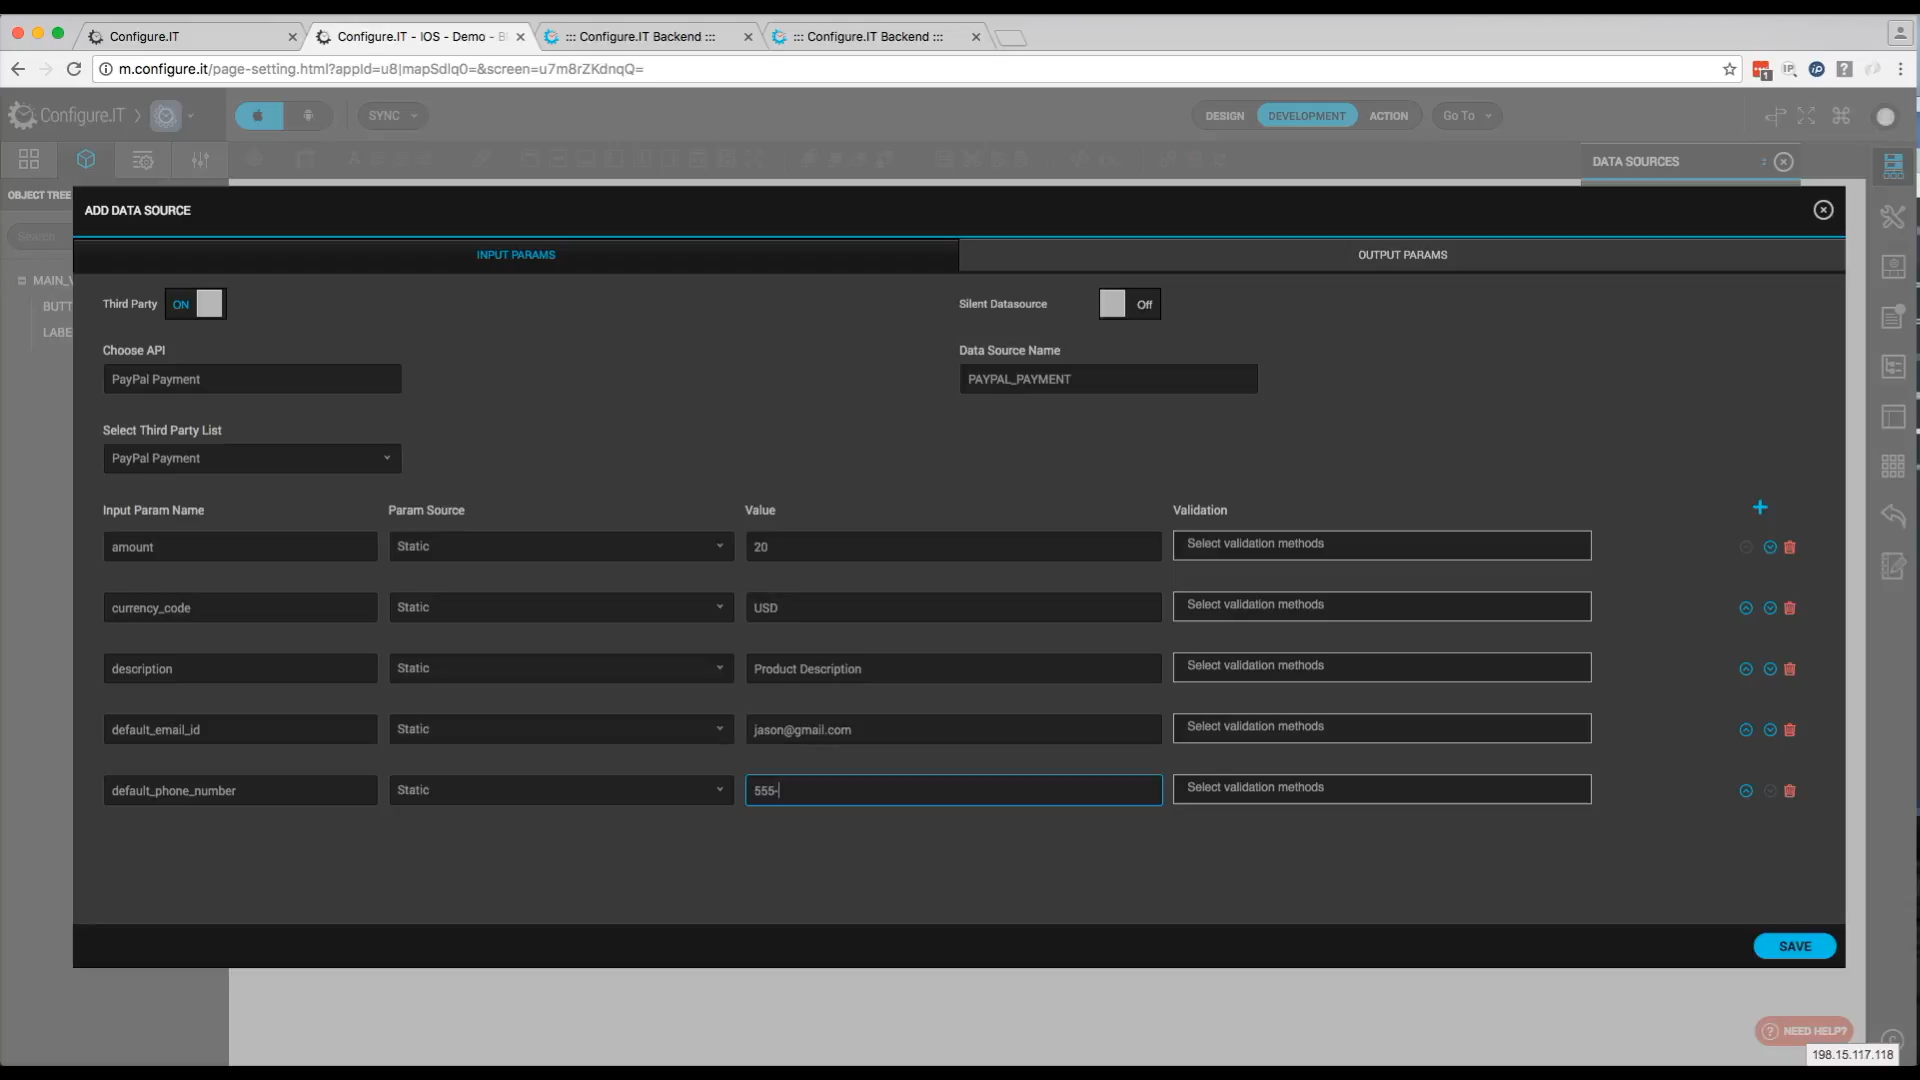 Configure.IT
Configure.IT - IOS - Demo - B
::: Configure.IT Backend :::
::: Configure.IT Backend :::
m.configure.it/page-setting.html?appId=u8|mapSdlq0=&screen=u7m8rZKdnqQ=
Configure.IT
SYNC
DESIGN
DEVELOPMENT
ACTION
Go To
DATA SOURCES
OBJECT TREE
Search
MAIN_V
BUTT
LABE
ADD DATA SOURCE
INPUT PARAMS
OUTPUT PARAMS
Third Party
ON
Silent Datasource
Off
Choose API
Data Source Name
PayPal Payment
PAYPAL_PAYMENT
Select Third Party List
PayPal Payment
Input Param Name
Param Source
Value
Validation
amount
Static
20
Select validation methods
currency_code
Static
USD
Select validation methods
description
Static
Product Description
Select validation methods
default_email_id
Static
jason@gmail.com
Select validation methods
default_phone_number
Static
555-
Select validation methods
SAVE
NEED HELP?
198.15.117.118